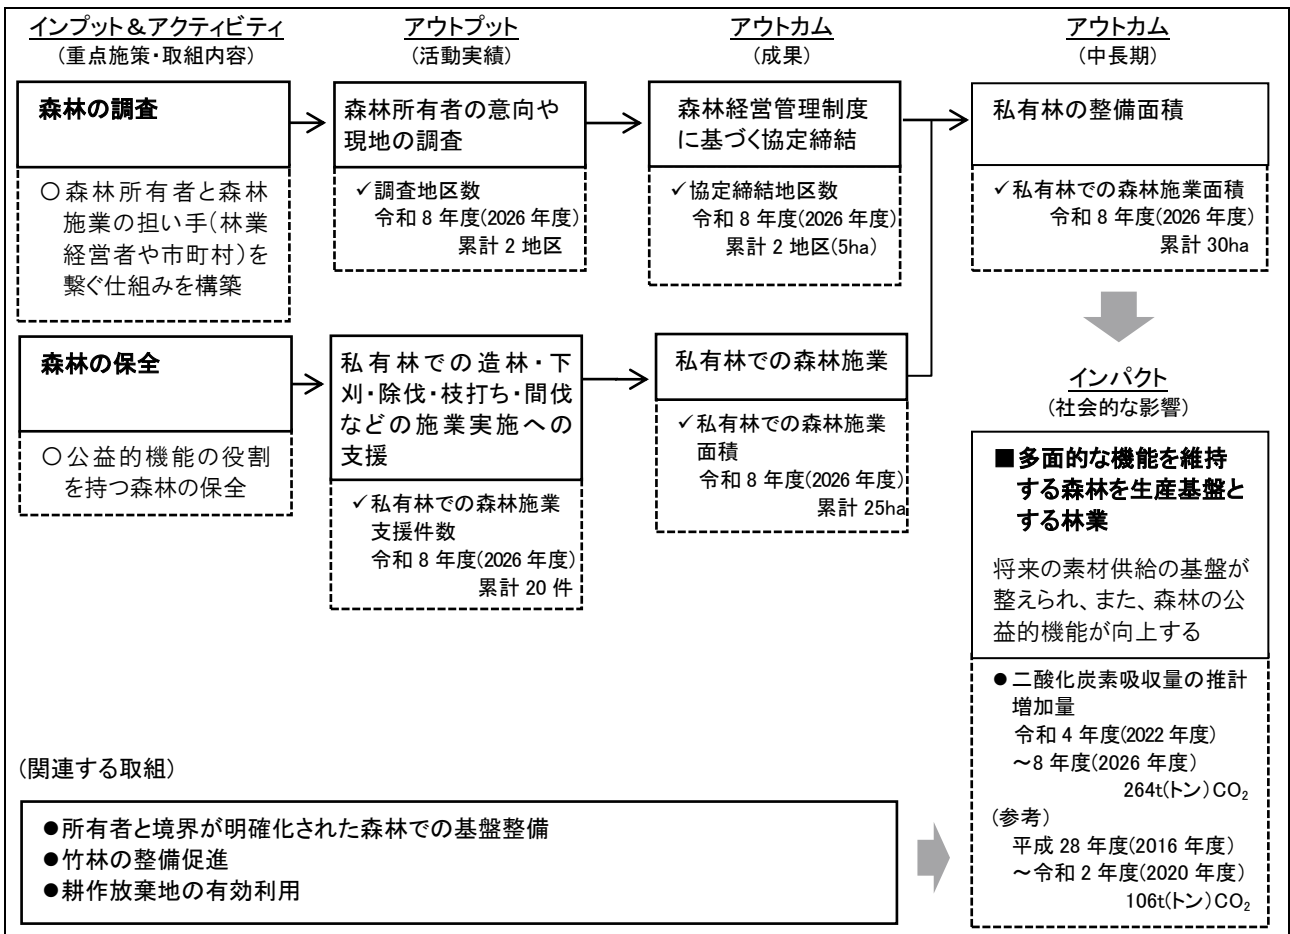 インプット＆アクティビティ
(重点施策・取組内容)
アウトプット
(活動実績)
アウトカム
(成果)
アウトカム
(中長期)
森林の調査
○森林所有者と森林
施業の担い手(林業
経営者や市町村)を
繋ぐ仕組みを構築
森林所有者の意向や
現地の調査
✓調査地区数
令和 8 年度(2026 年度)
累計 2 地区
森林経営管理制度
に基づく協定締結
✓協定締結地区数
令和 8 年度(2026 年度)
累計 2 地区(5ha)
私有林の整備面積
✓私有林での森林施業面積
令和 8 年度(2026 年度)
累計 30ha
森林の保全
○公益的機能の役割
を持つ森林の保全
私有林での造林・下
刈・除伐・枝打ち・間伐
などの施業実施への
支援
✓私有林での森林施業
支援件数
令和 8 年度(2026 年度)
累計 20 件
私有林での森林施業
✓私有林での森林施業
面積
令和 8 年度(2026 年度)
累計 25ha
インパクト
(社会的な影響)
■多面的な機能を維持
する森林を生産基盤と
する林業
将来の素材供給の基盤が
整えられ、また、森林の公
益的機能が向上する
●二酸化炭素吸収量の推計
増加量
令和 4 年度(2022 年度)
～8 年度(2026 年度)
264t(トン)CO₂
(参考)
平成 28 年度(2016 年度)
～令和 2 年度(2020 年度)
106t(トン)CO₂
(関連する取組)
●所有者と境界が明確化された森林での基盤整備
●竹林の整備促進
●耕作放棄地の有効利用